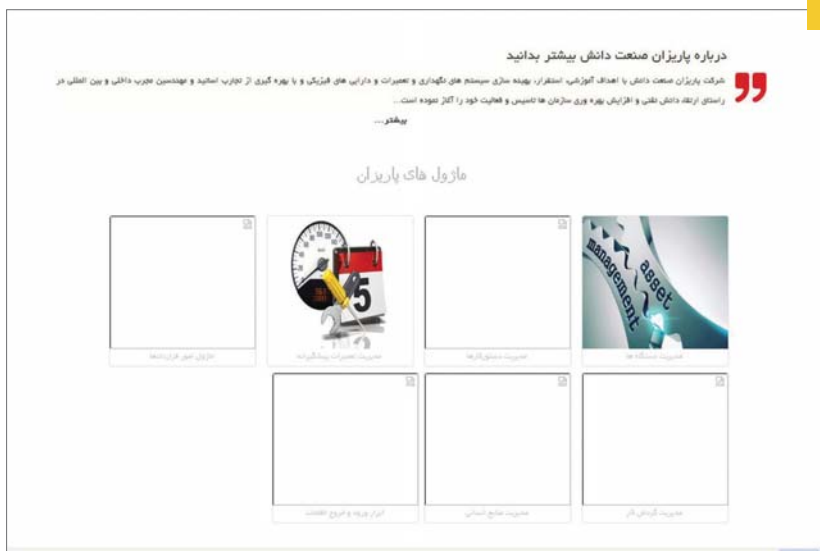 درباره پاریزان صنعت دانش بیشتر بدانید
شرکت پاریزان صنعت دانش با اهداف آموزشی، استقرار، بهینه سازی سیستم های نگهداری و تعمیرات و دارایی های فیزیکی و با بهره گیری از تجارب اساتید و مهندسین مجرب داخلی و بین المللی در
راستای ارتقاء دانش فنی و افزایش بهره وری سازمان ها تاسیس و فعالیت خود را آغاز نموده است...
بیشتر...
ماژول های پاریزان
asset
management
5
مدیریت دستگاه ها
مدیریت دستورکارها
مدیریت تعمیرات پیشگیرانه
ماژول امور قراردادها
مدیریت گردش کار
مدیریت منابع انسانی
ابزار ورود و خروج اطلاعات